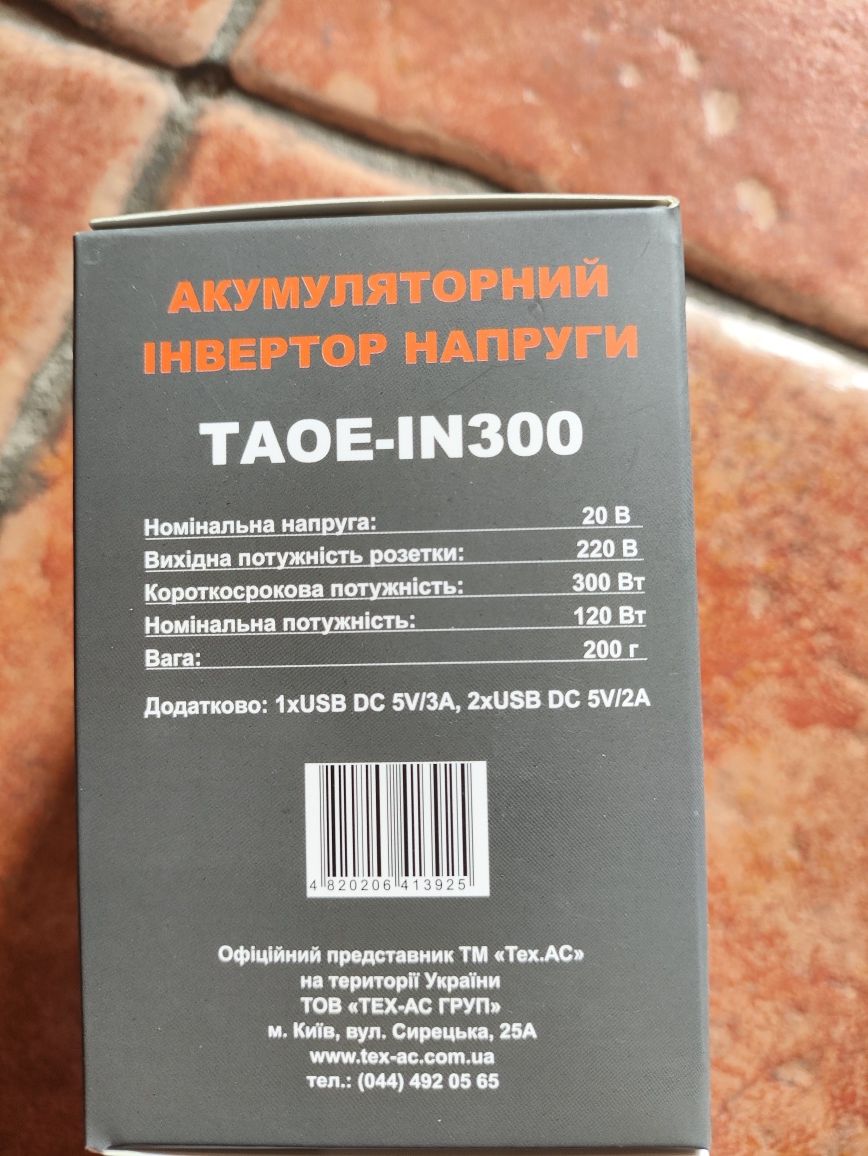 АКУМУЛЯТОРНИЙ
ІНВЕРТОР НАПРУГИ
TAOE-IN300
Номінальна напруга: 20 В
Вихідна потужність розетки: 220 В
Короткосрокова потужність: 300 Вт
Номінальна потужність: 120 Вт
Вага: 200 г
Додатково: 1xUSB DC 5V/3A, 2xUSB DC 5V/2A
4 820206 413925
Офіційний представник ТМ «Тех.АС»
на території України
ТОВ «ТЕХ-АС ГРУП»
м. Київ, вул. Сирецька, 25А
www.tex-ac.com.ua
тел.: (044) 492 05 65